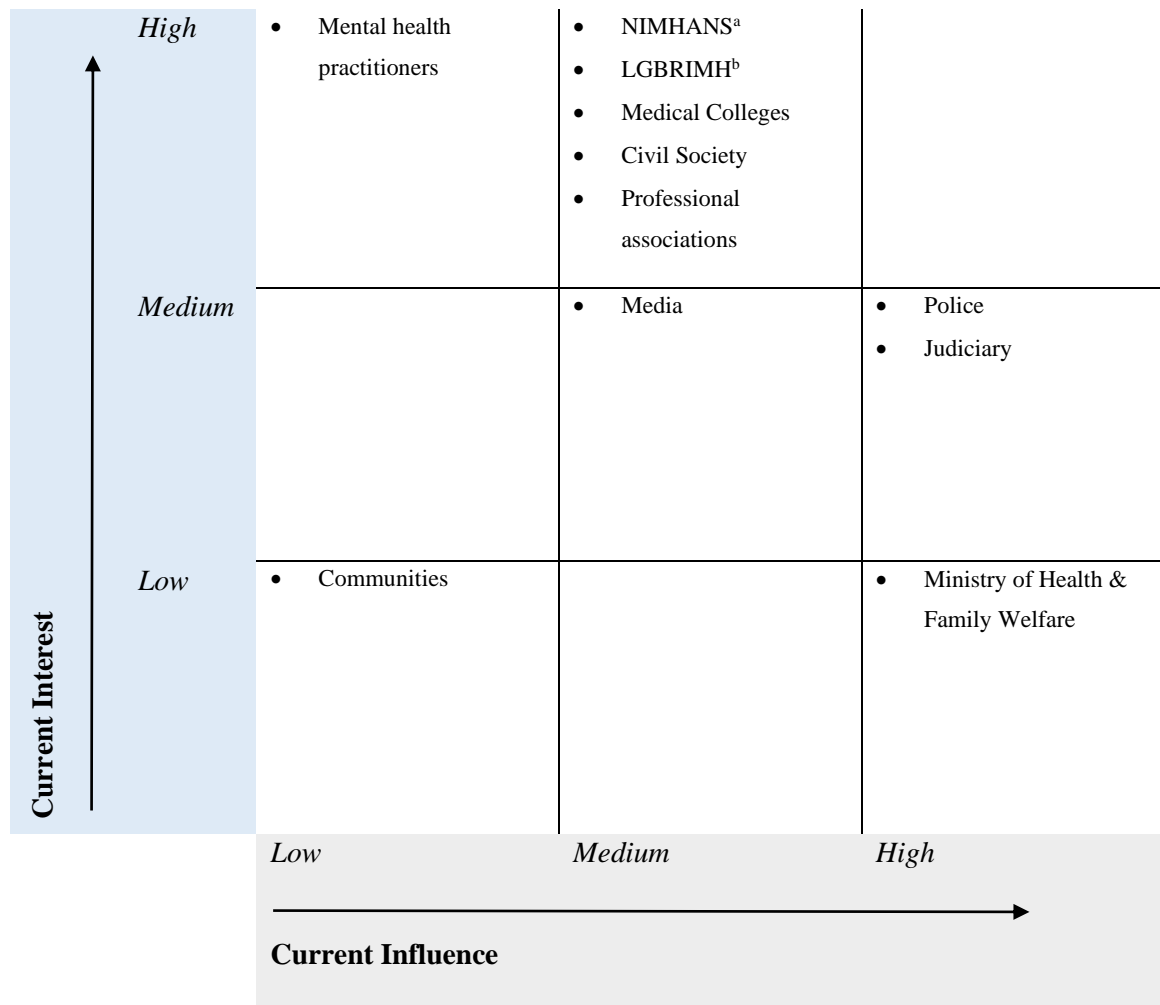 High
• Mental health
practitioners
• NIMHANSᵃ
• LGBRIMHᵇ
• Medical Colleges
• Civil Society
• Professional
associations
Medium
• Media
• Police
• Judiciary
Low
• Communities
• Ministry of Health &
Family Welfare
Current Interest
Low Medium High
Current Influence